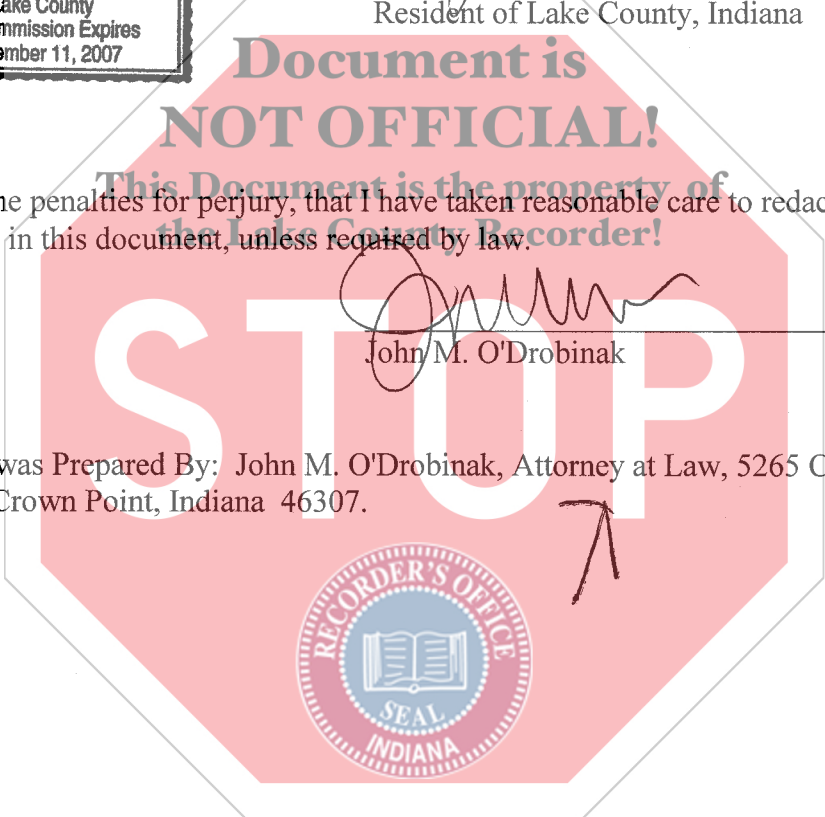 ake County
mmission Expires
mber 11, 2007
Resident of Lake County, Indiana
Document is
NOT OFFICIAL!
This Document is the property of
the Lake County Recorder!
he penalties for perjury, that I have taken reasonable care to redac
in this document, unless required by law.
STOP
John M. O'Drobinak
was Prepared By: John M. O'Drobinak, Attorney at Law, 5265 C
Crown Point, Indiana 46307.
RECORDER'S OFFICE
SEAL
INDIANA